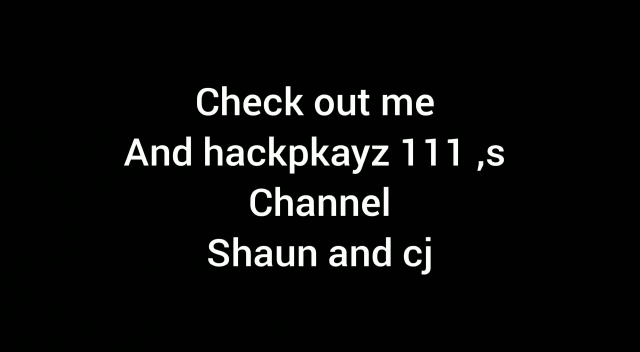 Check out me
And hackpkayz 111 ,s
Channel
Shaun and cj